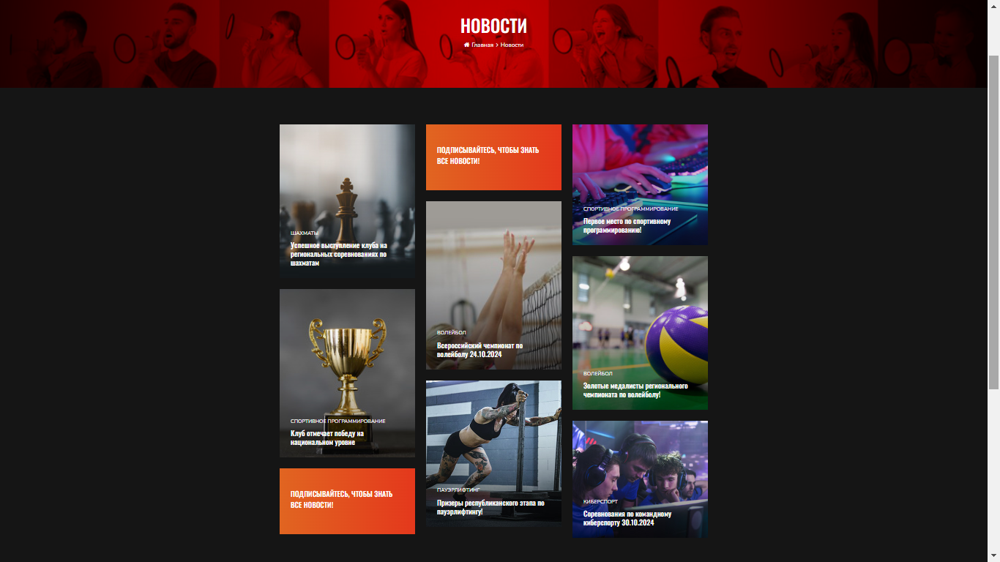 НОВОСТИ
Главная > Новости
ШАХМАТЫ
Успешное выступление клуба на
региональных соревнованиях по
шахматам
СПОРТИВНОЕ ПРОГРАММИРОВАНИЕ
Клуб отмечает победу на
национальном уровне
ПОДПИСЫВАЙТЕСЬ, ЧТОБЫ ЗНАТЬ
ВСЕ НОВОСТИ!
ПОДПИСЫВАЙТЕСЬ, ЧТОБЫ ЗНАТЬ
ВСЕ НОВОСТИ!
ВОЛЕЙБОЛ
Всероссийский чемпионат по
волейболу 24.10.2024
ПАУЭРЛИФТИНГ
Призеры республиканского этапа по
пауэрлифтингу!
СПОРТИВНОЕ ПРОГРАММИРОВАНИЕ
Первое место по спортивному
программированию!
ВОЛЕЙБОЛ
Золотые медалисты регионального
чемпионата по волейболу!
КИБЕРСПОРТ
Соревнования по командному
киберспорту 30.10.2024